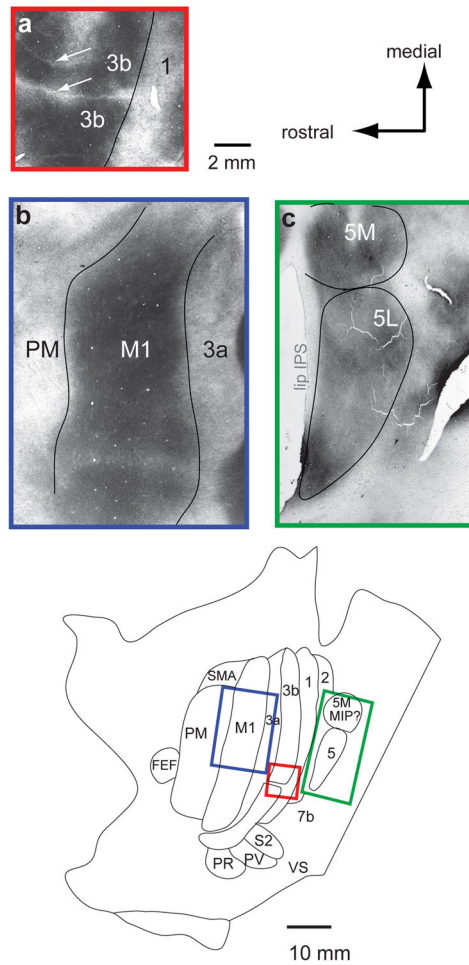 a
3b
1
3b
2 mm
medial
rostral
b
PM
M1
3a
c
5M
5L
lip IPS
SMA
PM
M1
3a
3b
1
2
5M
MIP?
5
FEF
7b
S2
PR
PV
VS
10 mm